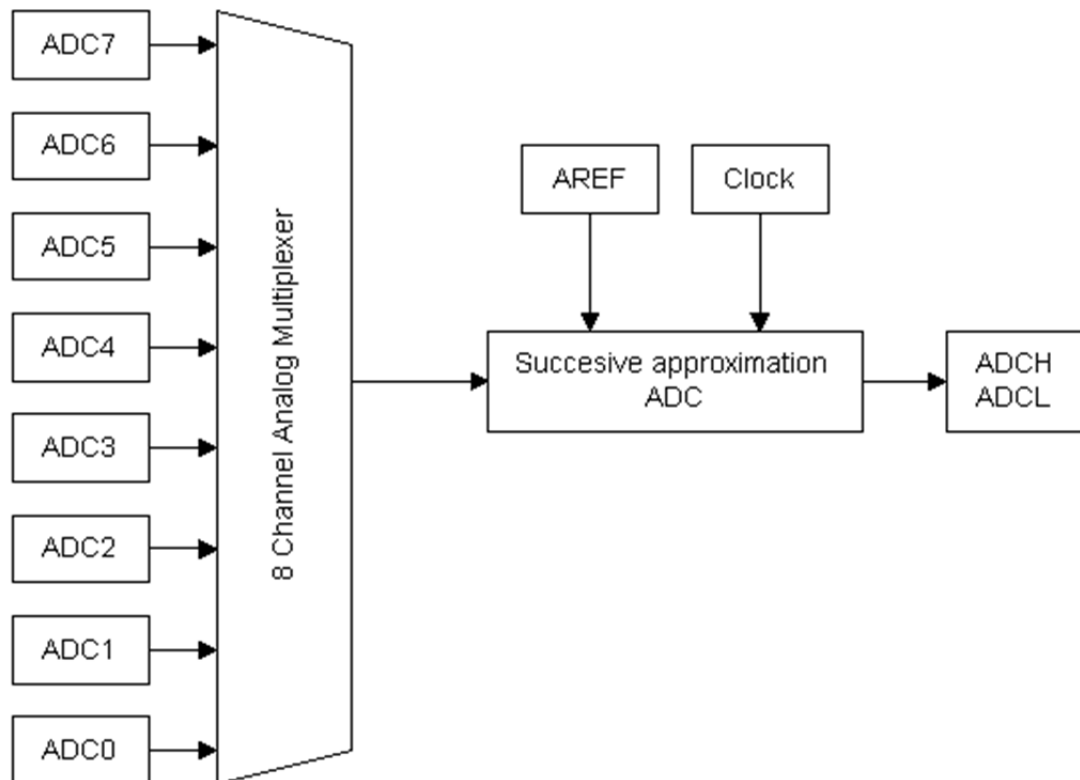 ADC7
ADC6
ADC5
ADC4
ADC3
ADC2
ADC1
ADC0
8 Channel Analog Multiplexer
AREF
Clock
Succesive approximation
ADC
ADCH
ADCL